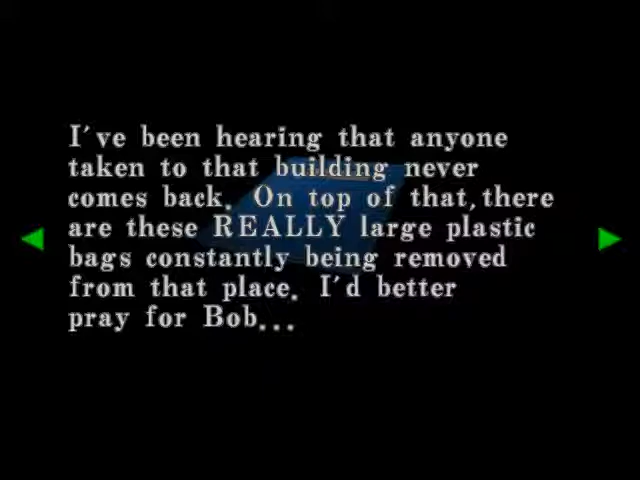 I've been hearing that anyone
taken to that building never
comes back. On top of that,there
are these REALLY large plastic
bags constantly being removed
from that place. I'd better
pray for Bob...